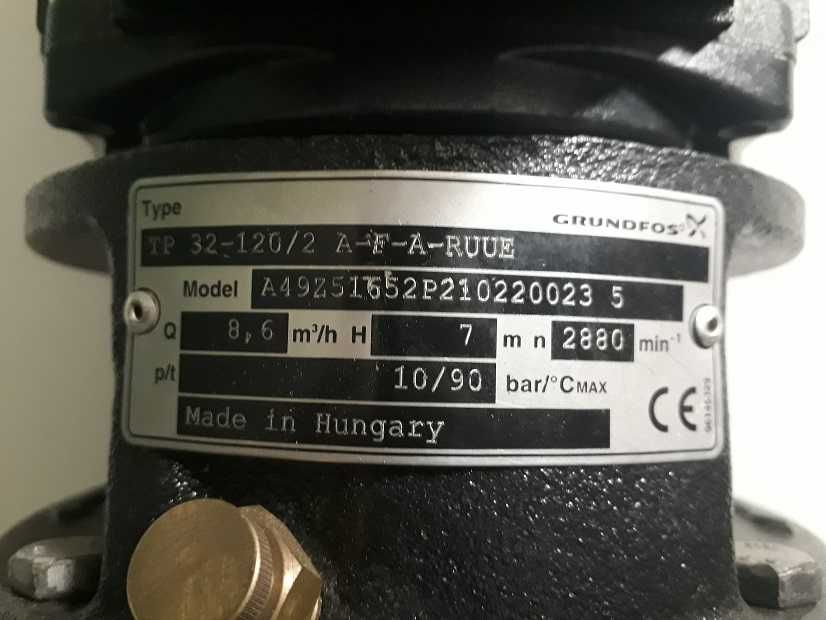 Type
GRUNDFOS
TP 32-120/2 A-F-A-RUUE
Model A49Z51652P210220023 5
Q 8,6 m³/h H 7 m n 2880 min⁻¹
p/t 10/90 bar/°CMAX
CE
Made in Hungary